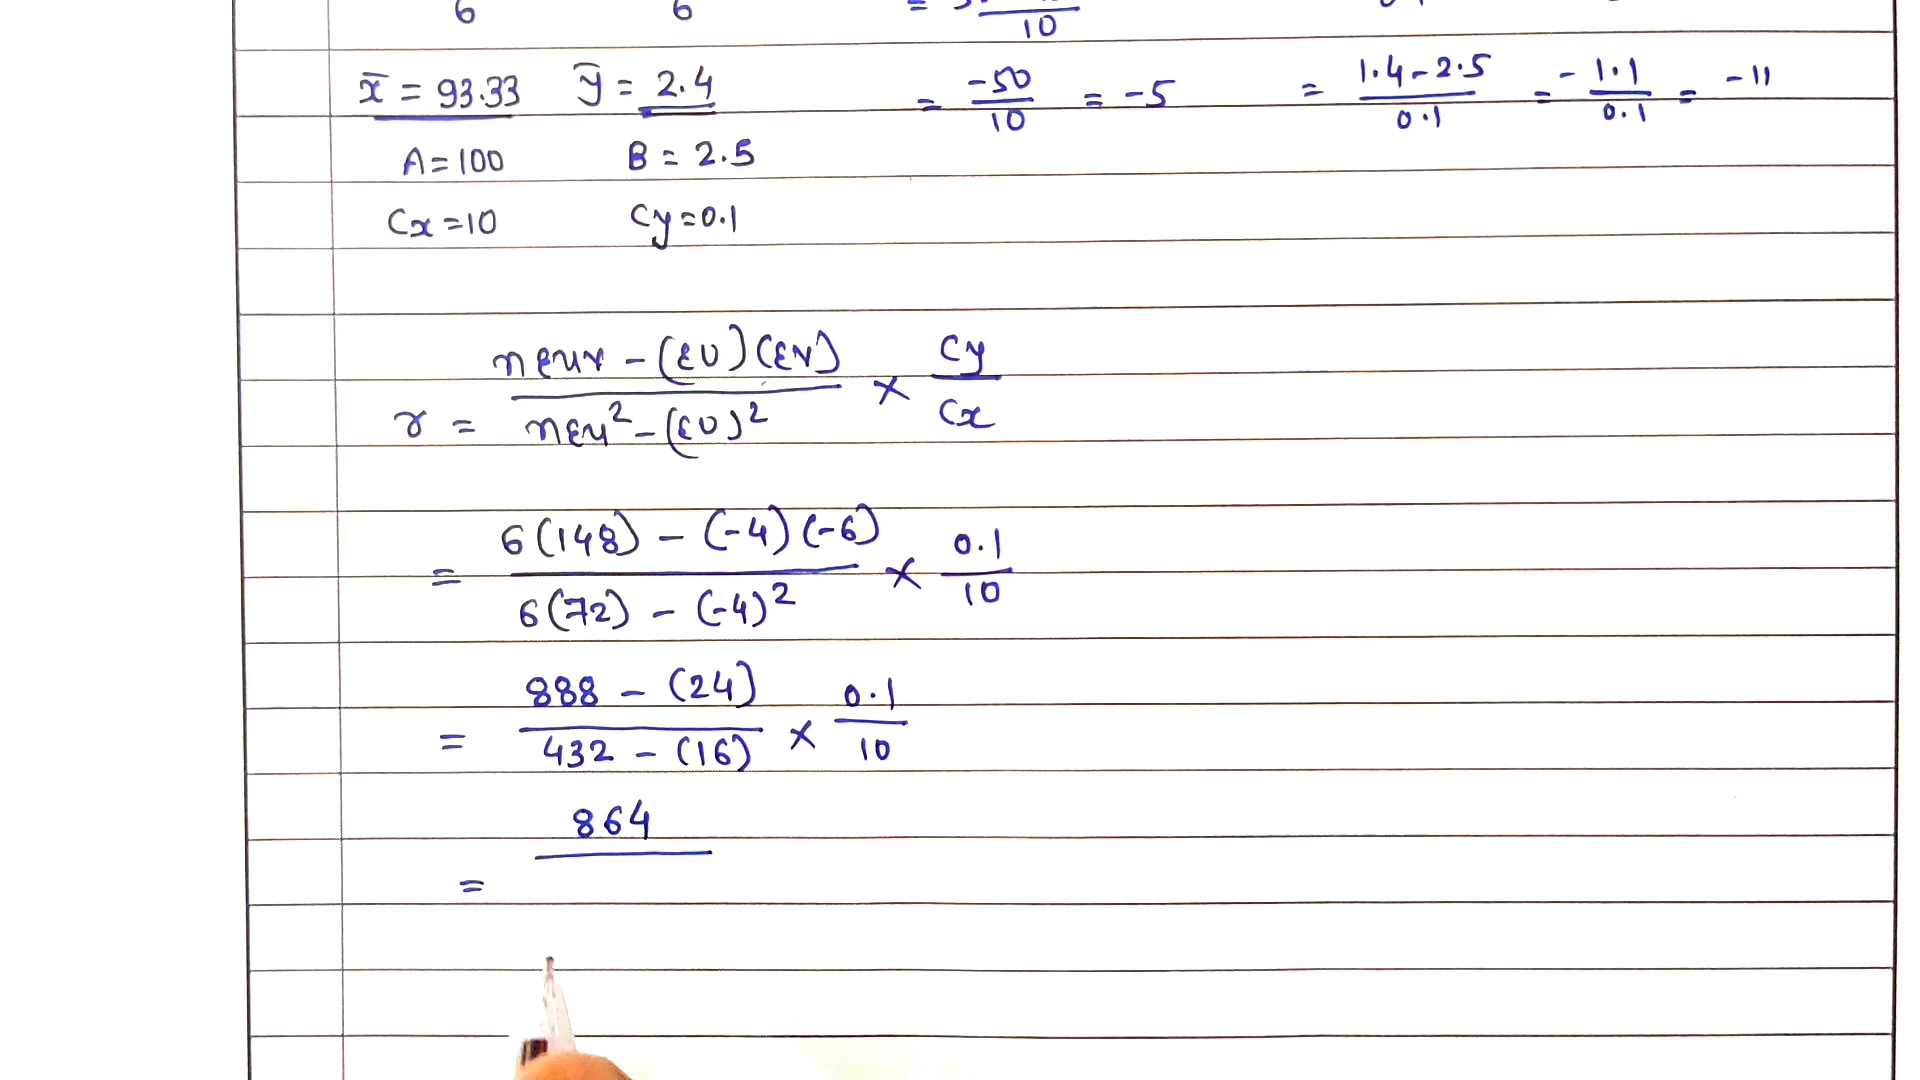 6 6 = 10
x̄ = 93.33 ȳ = 2.4 = -50/10 = -5 = 1.4-2.5/0.1 = -1.1/0.1 = -11
A=100 B = 2.5
Cx =10 Cy=0.1
r = nΣuv - (Σu)(Σv)/nΣu² - (Σu)² × Cy/Cx
= 6(148) - (-4)(-6)/6(72) - (-4)² × 0.1/10
= 888 - (24)/432 - (16) × 0.1/10
= 864